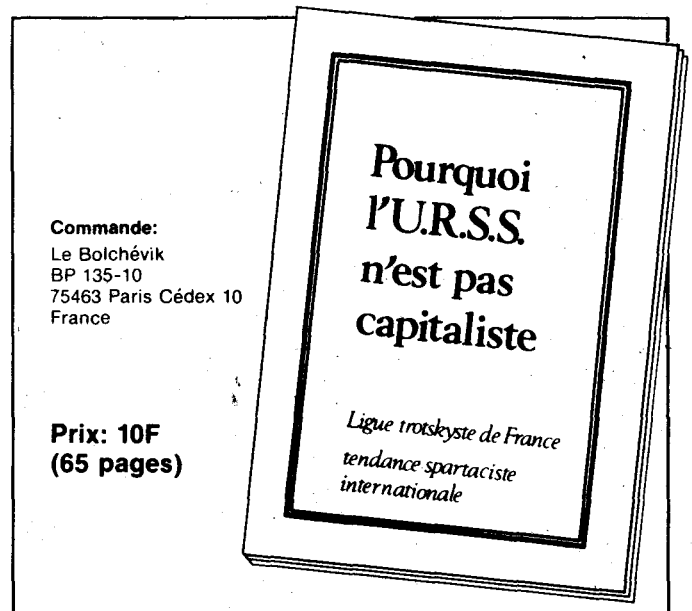 Commande:
Le Bolchévik
BP 135-10
75463 Paris Cédex 10
France
Prix: 10F
(65 pages)
Pourquoi
l'U.R.S.S.
n'est pas
capitaliste
Ligue trotskyste de France
tendance spartaciste
internationale